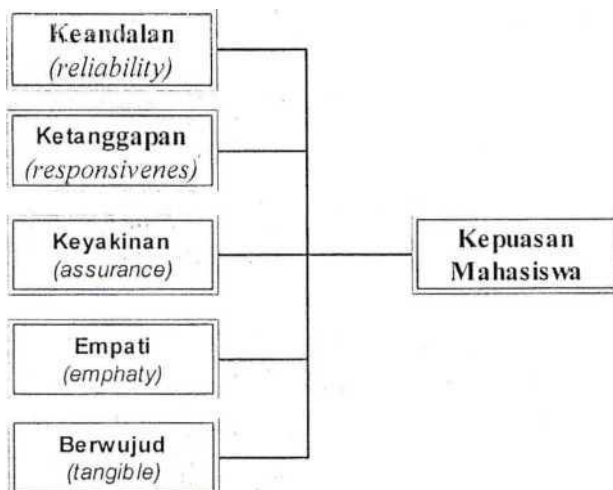 Keandalan
(reliability)
Ketanggapan
(responsivenes)
Keyakinan
(assurance)
Kepuasan
Mahasiswa
Empati
(emphaty)
Berwujud
(tangible)